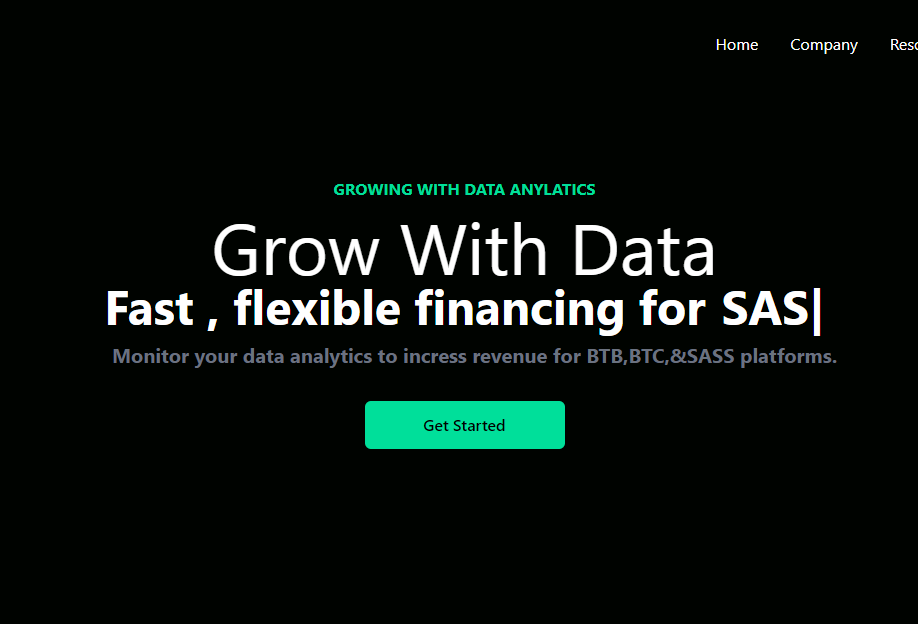 Home Company Reso
GROWING WITH DATA ANYLATICS
Grow With Data
Fast , flexible financing for SAS|
Monitor your data analytics to incress revenue for BTB,BTC,&SASS platforms.
Get Started